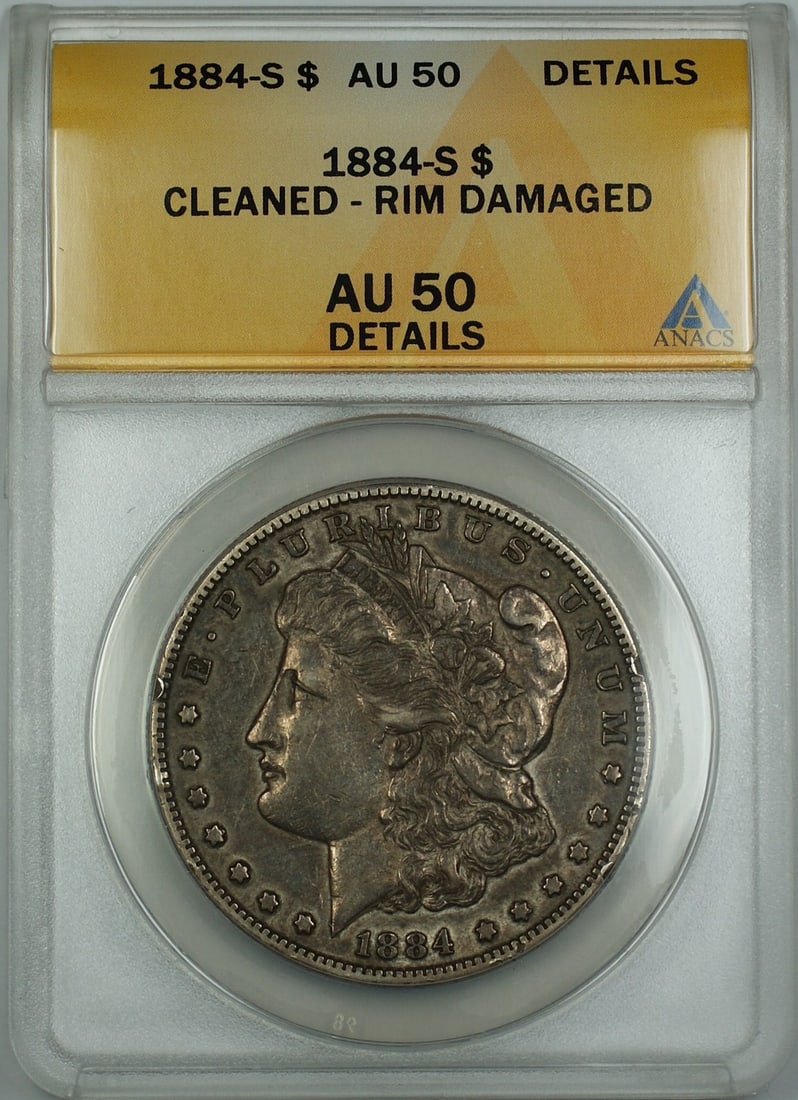 1884-S $ AU 50 DETAILS
1884-S $
CLEANED - RIM DAMAGED
AU 50
DETAILS
ANACS
E · PLURIBUS · UNUM
1884